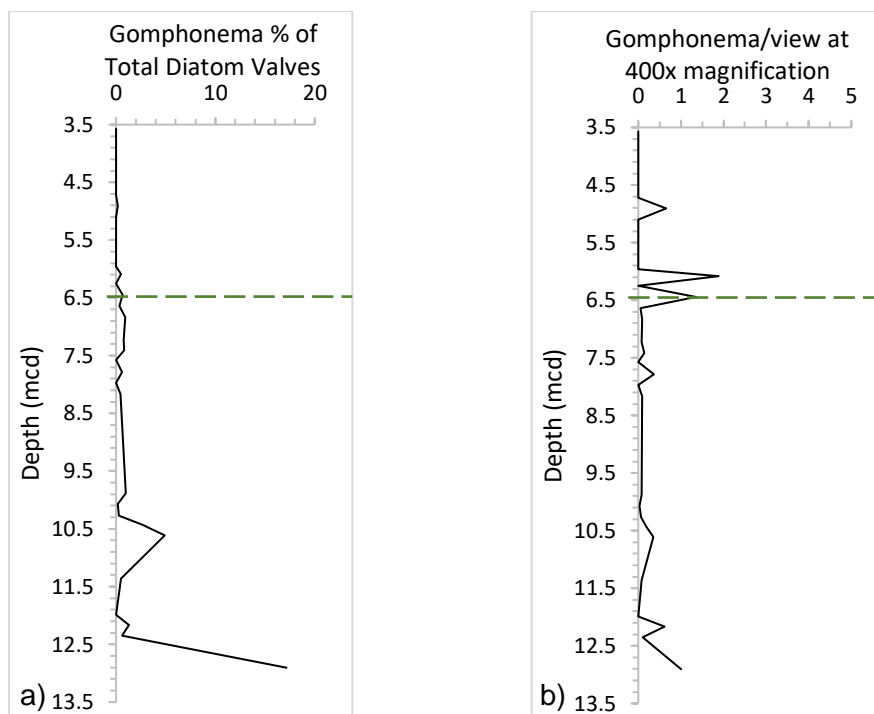 Gomphonema % of
Total Diatom Valves
0 10 20
3.5
4.5
5.5
6.5
7.5
8.5
9.5
10.5
11.5
12.5
13.5
Depth (mcd)
a)
Gomphonema/view at
400x magnification
0 1 2 3 4 5
3.5
4.5
5.5
6.5
7.5
8.5
9.5
10.5
11.5
12.5
13.5
Depth (mcd)
b)